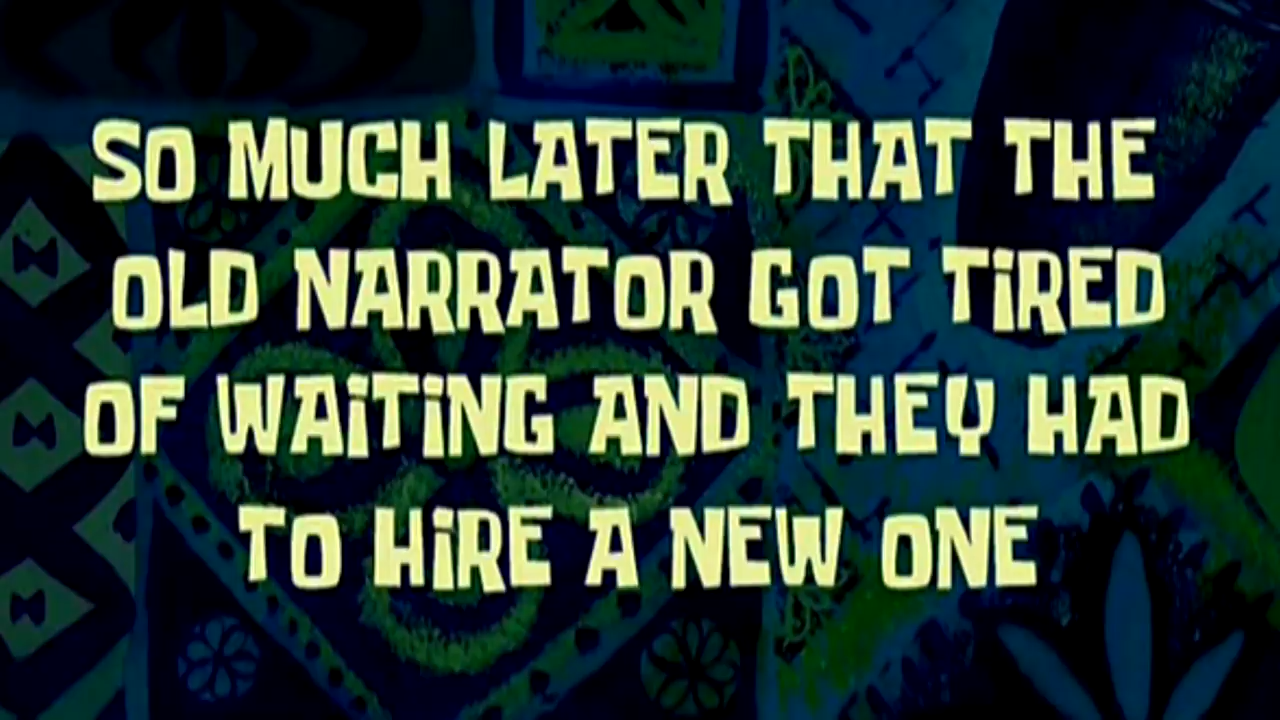 SO MUCH LATER THAT THE
OLD NARRATOR GOT TiRED
OF WAiTiNG AND THEY HAD
TO HiRE A NEW ONE